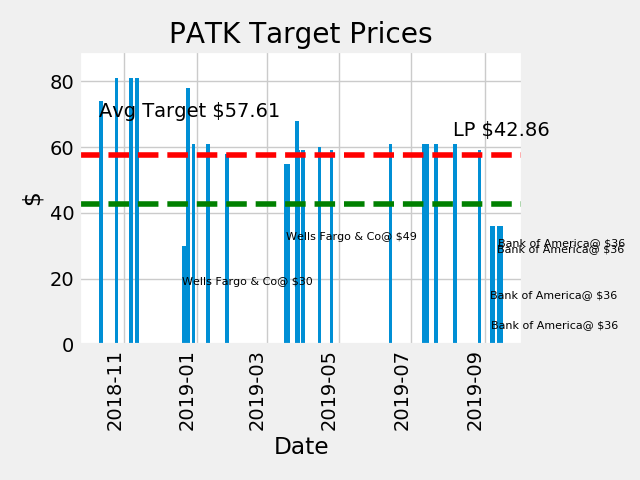 PATK Target Prices
80
60
40
20
0
$
Avg Target $57.61
LP $42.86
Wells Fargo & Co@ $49
Wells Fargo & Co@ $30
Bank of America@ $36
Bank of America@ $36
Bank of America@ $36
Bank of America@ $36
2018-11
2019-01
2019-03
2019-05
2019-07
2019-09
Date